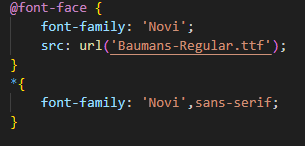 @font-face {
    font-family: 'Novi';
    src: url('Baumans-Regular.ttf');
}
*{
    font-family: 'Novi',sans-serif;
}